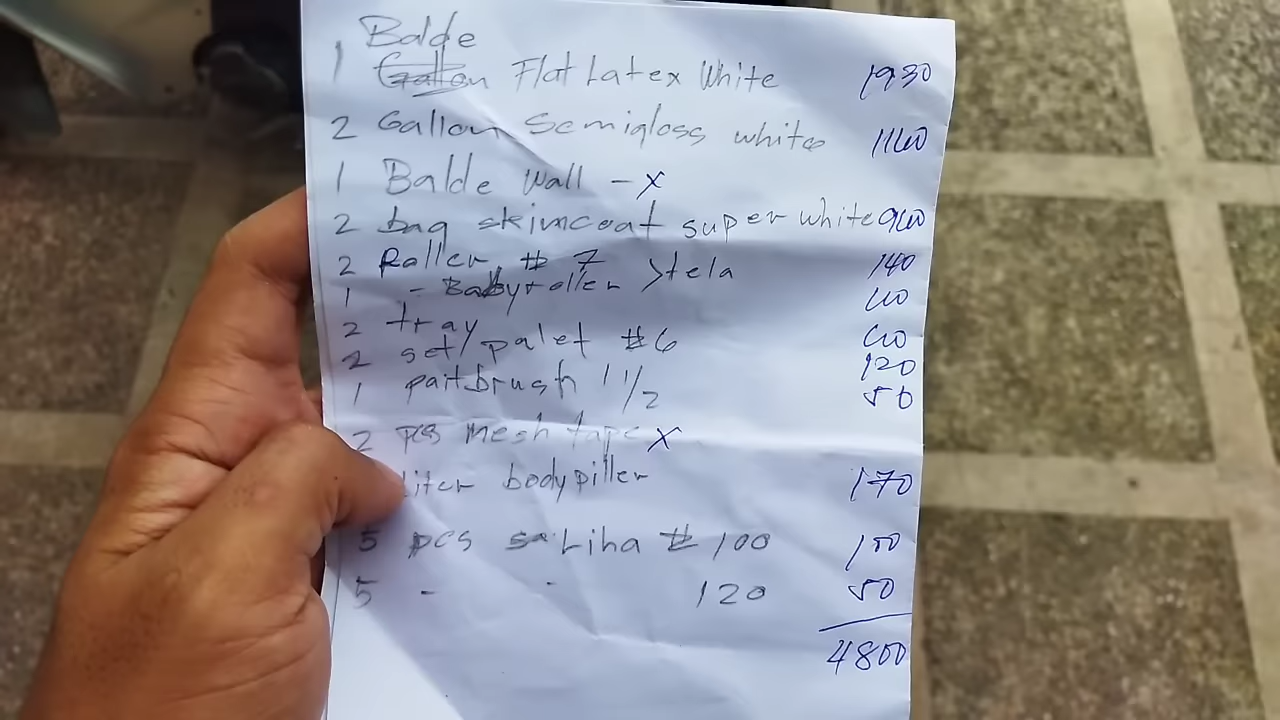 Balde
1 Gallon Flat Latex White 1930
2 Gallon Semigloss white 1160
1 Balde Wall - x
2 bag skimcoat super white 960
2 Roller # 7 140
1 - Babyroller > tela 60
2 tray 60
2 set/palet #6 120
1 paitbrush 1 1/2 50
2 pcs mesh tape x
liter bodypiller 170
5 pcs Liha # 100 100
5 - - 120 50
4800